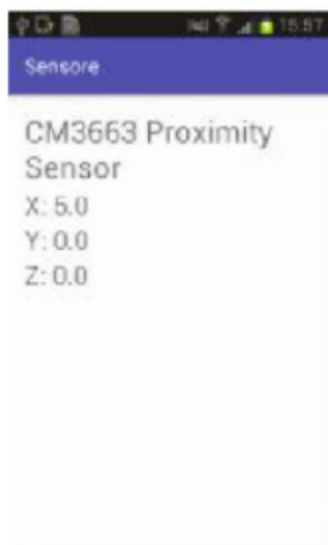 15:57
Sensore
CM3663 Proximity
Sensor
X: 5.0
Y: 0.0
Z: 0.0